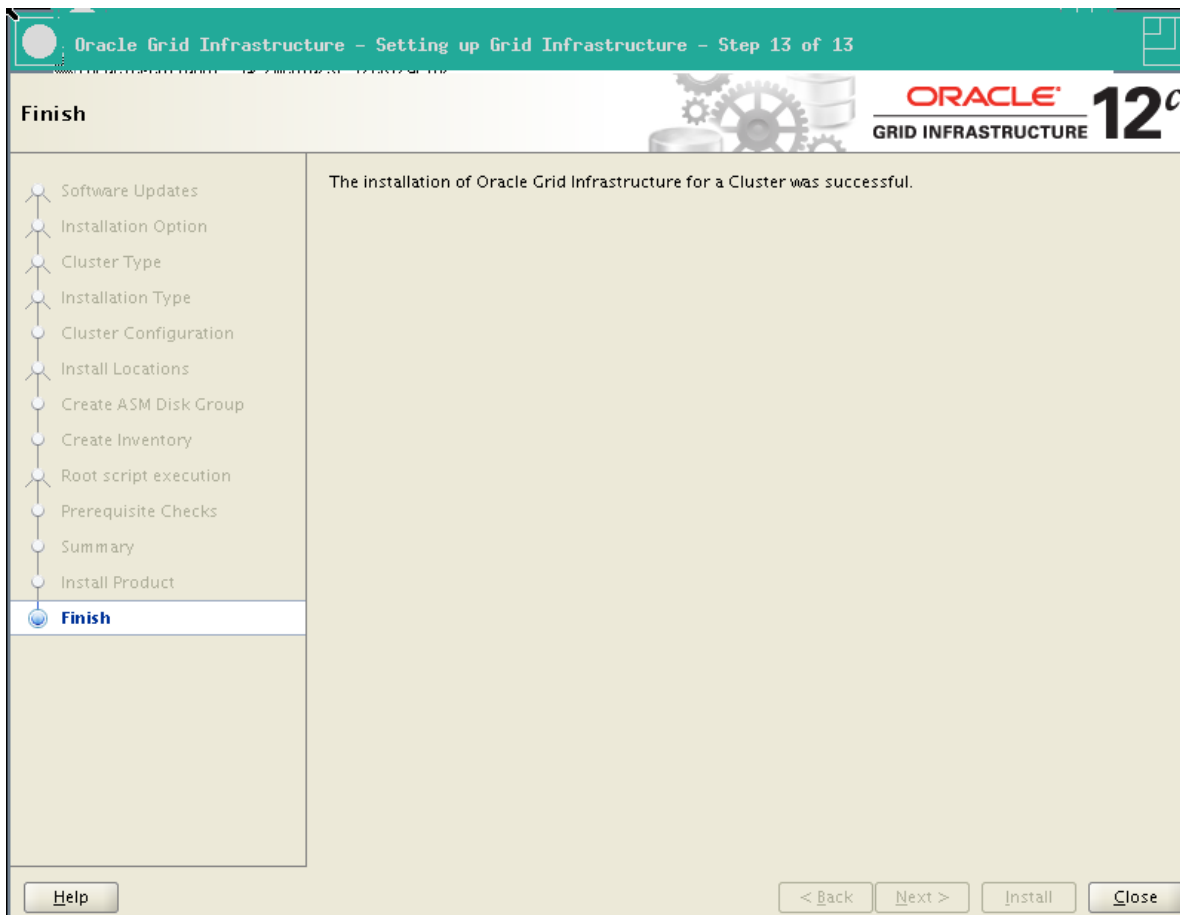 Oracle Grid Infrastructure - Setting up Grid Infrastructure - Step 13 of 13
Finish
ORACLE®
GRID INFRASTRUCTURE
12c
Software Updates
Installation Option
Cluster Type
Installation Type
Cluster Configuration
Install Locations
Create ASM Disk Group
Create Inventory
Root script execution
Prerequisite Checks
Summary
Install Product
Finish
The installation of Oracle Grid Infrastructure for a Cluster was successful.
Help
< Back
Next >
Install
Close